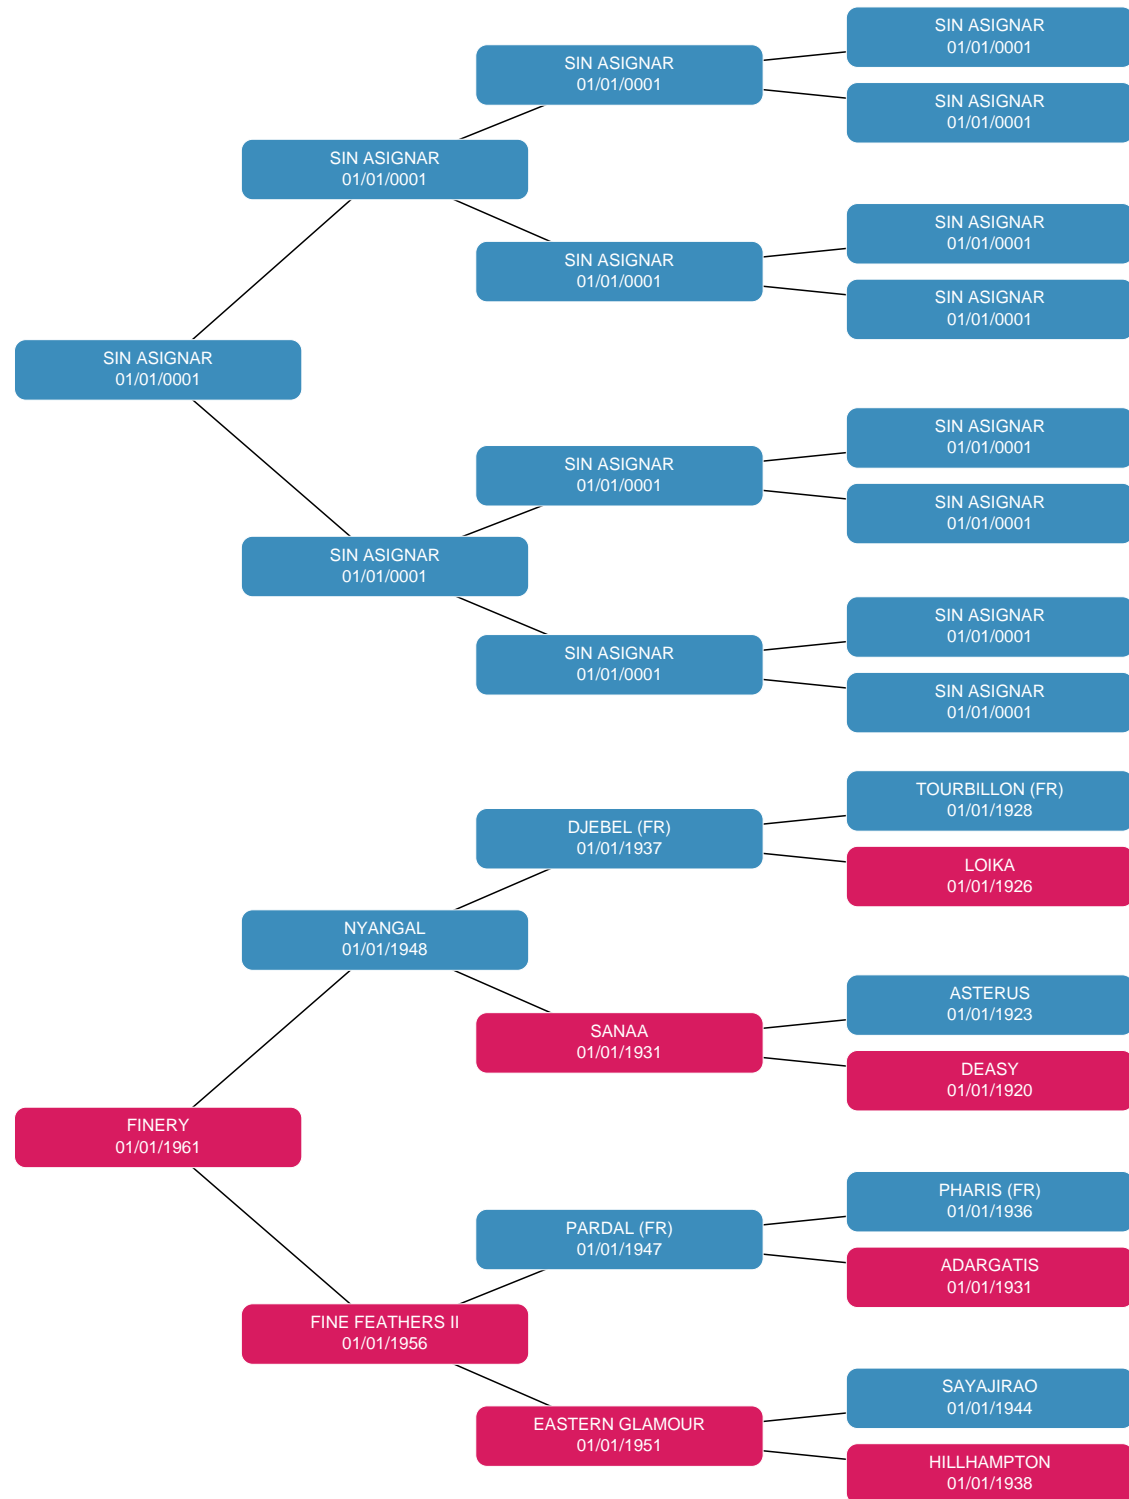 SIN ASIGNAR
01/01/0001
SIN ASIGNAR
01/01/0001
SIN ASIGNAR
01/01/0001
SIN ASIGNAR
01/01/0001
SIN ASIGNAR
01/01/0001
SIN ASIGNAR
01/01/0001
SIN ASIGNAR
01/01/0001
SIN ASIGNAR
01/01/0001
SIN ASIGNAR
01/01/0001
SIN ASIGNAR
01/01/0001
SIN ASIGNAR
01/01/0001
SIN ASIGNAR
01/01/0001
SIN ASIGNAR
01/01/0001
SIN ASIGNAR
01/01/0001
SIN ASIGNAR
01/01/0001
TOURBILLON (FR)
01/01/1928
DJEBEL (FR)
01/01/1937
LOIKA
01/01/1926
NYANGAL
01/01/1948
ASTERUS
01/01/1923
SANAA
01/01/1931
DEASY
01/01/1920
FINERY
01/01/1961
PHARIS (FR)
01/01/1936
PARDAL (FR)
01/01/1947
ADARGATIS
01/01/1931
FINE FEATHERS II
01/01/1956
SAYAJIRAO
01/01/1944
EASTERN GLAMOUR
01/01/1951
HILLHAMPTON
01/01/1938